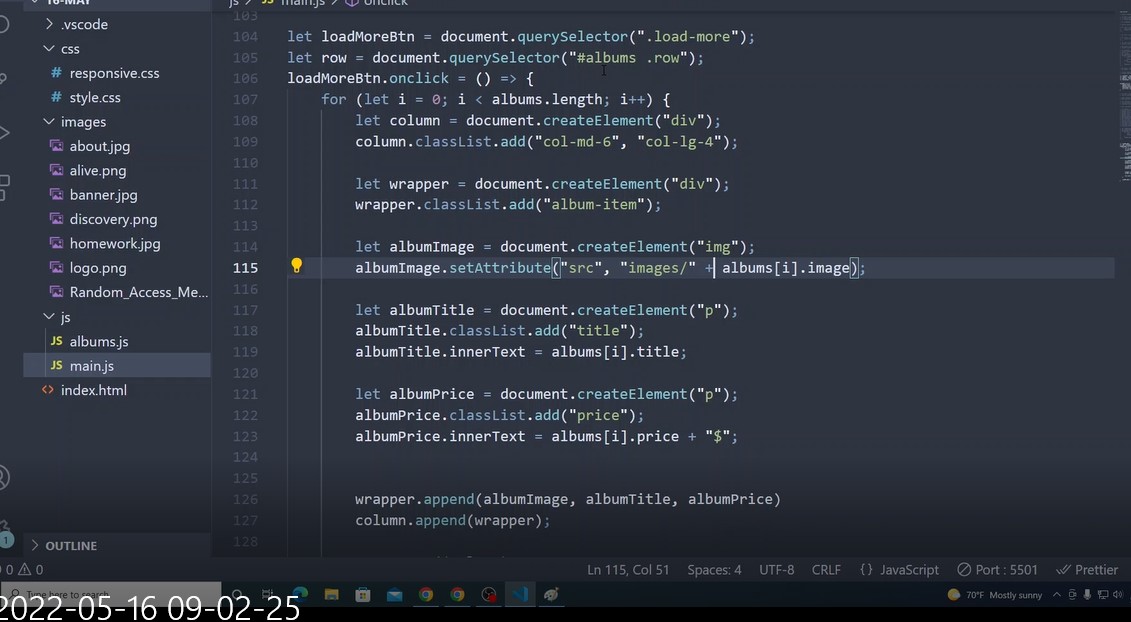 16-MAY
js > JS main.js > onclick
.vscode
css
# responsive.css
# style.css
images
about.jpg
alive.png
banner.jpg
discovery.png
homework.jpg
logo.png
Random_Access_Me...
js
JS albums.js
JS main.js
<> index.html
OUTLINE
103
104 let loadMoreBtn = document.querySelector(".load-more");
105 let row = document.querySelector("#albums .row");
106 loadMoreBtn.onclick = () => {
107 for (let i = 0; i < albums.length; i++) {
108 let column = document.createElement("div");
109 column.classList.add("col-md-6", "col-lg-4");
110
111 let wrapper = document.createElement("div");
112 wrapper.classList.add("album-item");
113
114 let albumImage = document.createElement("img");
115 albumImage.setAttribute("src", "images/" + albums[i].image);
116
117 let albumTitle = document.createElement("p");
118 albumTitle.classList.add("title");
119 albumTitle.innerText = albums[i].title;
120
121 let albumPrice = document.createElement("p");
122 albumPrice.classList.add("price");
123 albumPrice.innerText = albums[i].price + "$";
124
125
126 wrapper.append(albumImage, albumTitle, albumPrice)
127 column.append(wrapper);
128
1
0 0 Ln 115, Col 51 Spaces: 4 UTF-8 CRLF {} JavaScript Port : 5501 Prettier
Type here to search 70°F Mostly sunny
2022-05-16 09-02-25